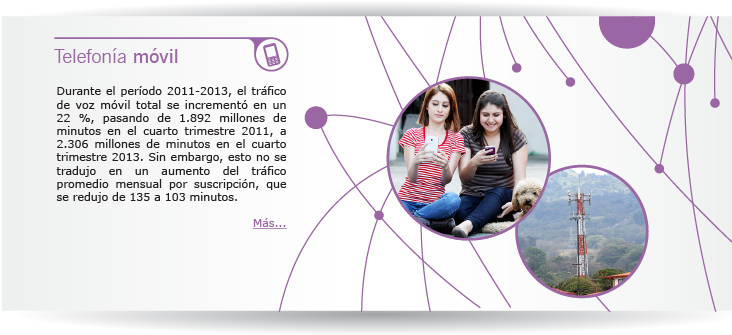 Telefonía móvil
Durante el período 2011-2013, el tráfico
de voz móvil total se incrementó en un
22 %, pasando de 1.892 millones de
minutos en el cuarto trimestre 2011, a
2.306 millones de minutos en el cuarto
trimestre 2013. Sin embargo, esto no se
tradujo en un aumento del tráfico
promedio mensual por suscripción, que
se redujo de 135 a 103 minutos.
Más...